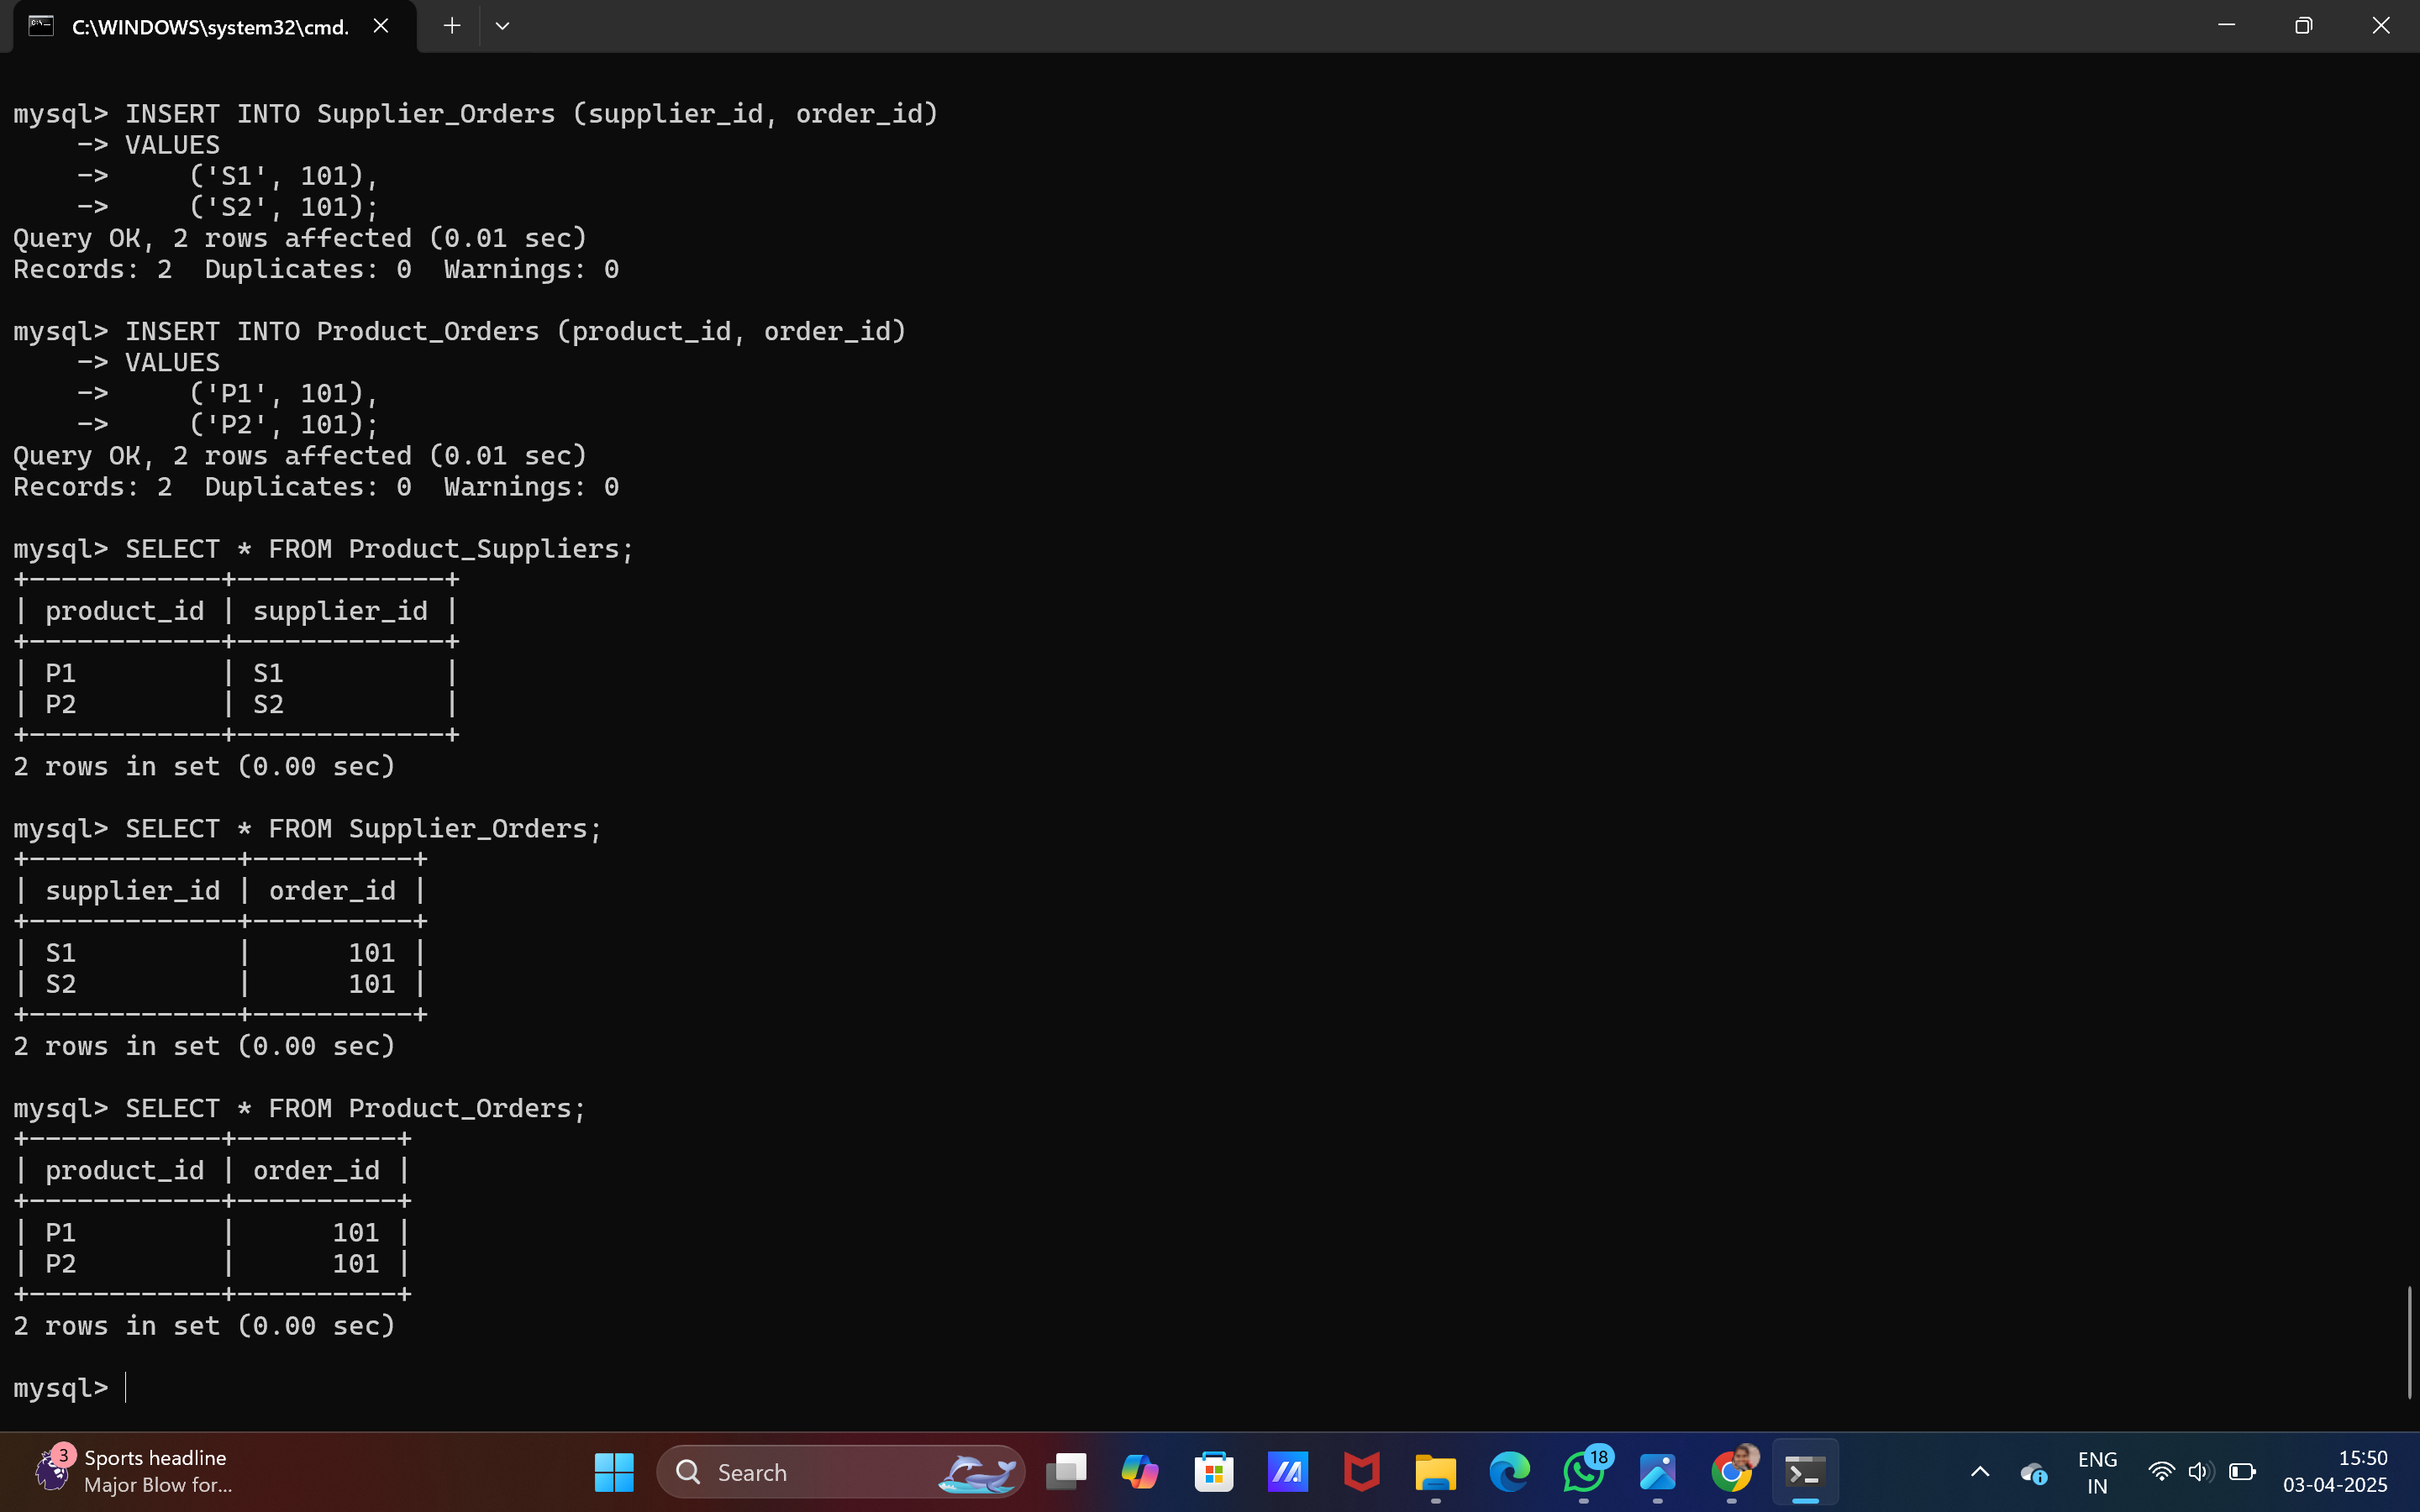 C:\WINDOWS\system32\cmd.
mysql> INSERT INTO Supplier_Orders (supplier_id, order_id)
    -> VALUES
    ->     ('S1', 101),
    ->     ('S2', 101);
Query OK, 2 rows affected (0.01 sec)
Records: 2  Duplicates: 0  Warnings: 0
mysql> INSERT INTO Product_Orders (product_id, order_id)
    -> VALUES
    ->     ('P1', 101),
    ->     ('P2', 101);
Query OK, 2 rows affected (0.01 sec)
Records: 2  Duplicates: 0  Warnings: 0
mysql> SELECT * FROM Product_Suppliers;
+------------+-------------+
| product_id | supplier_id |
+------------+-------------+
| P1         | S1          |
| P2         | S2          |
+------------+-------------+
2 rows in set (0.00 sec)
mysql> SELECT * FROM Supplier_Orders;
+-------------+----------+
| supplier_id | order_id |
+-------------+----------+
| S1          |      101 |
| S2          |      101 |
+-------------+----------+
2 rows in set (0.00 sec)
mysql> SELECT * FROM Product_Orders;
+------------+----------+
| product_id | order_id |
+------------+----------+
| P1         |      101 |
| P2         |      101 |
+------------+----------+
2 rows in set (0.00 sec)
mysql>
3
Sports headline
Major Blow for...
Search
18
ENG
IN
15:50
03-04-2025